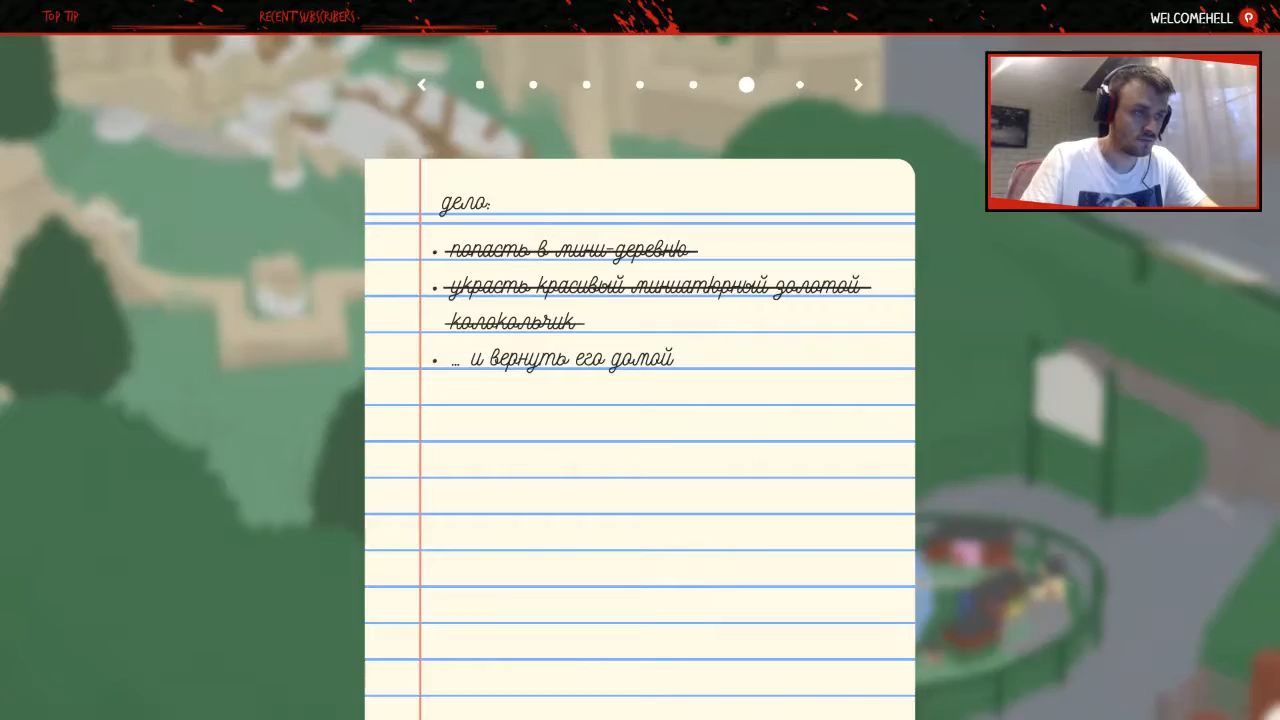 TOP TIP
RECENT SUBSCRIBERS
WELCOMEHELL
дело:
• попасть в мини-деревню
• украсть красивый миниатюрный золотой
колокольчик
• ... и вернуть его домой